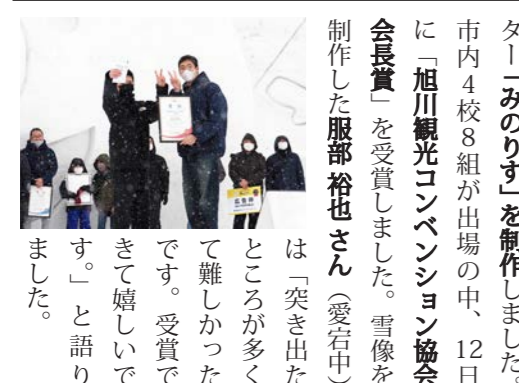 ター「みのりす」を制作しました。
市内4校8組が出場の中、12日
に「旭川観光コンベンション協会
会長賞」を受賞しました。雪像を
制作した服部 裕也 さん（愛宕中）
は「突き出た
ところが多く
て難しかった
です。受賞で
きて嬉しいで
す。」と語り
ました。